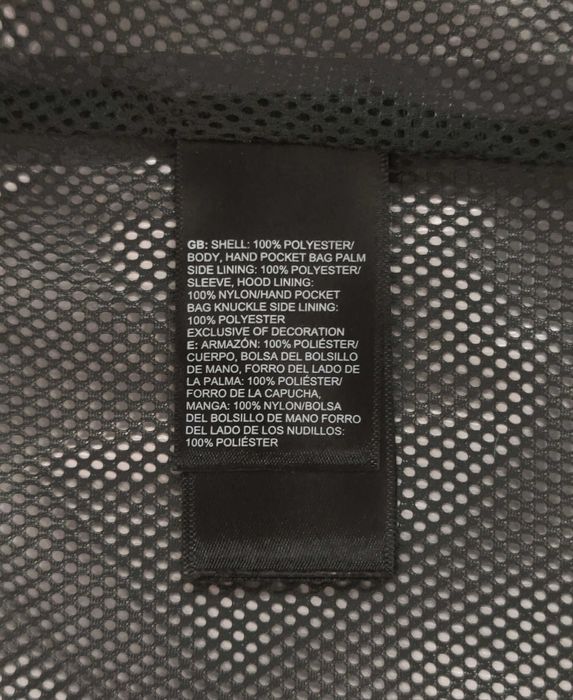 GB: SHELL: 100% POLYESTER/
BODY, HAND POCKET BAG PALM
SIDE LINING: 100% POLYESTER/
SLEEVE, HOOD LINING:
100% NYLON/HAND POCKET
BAG KNUCKLE SIDE LINING:
100% POLYESTER
EXCLUSIVE OF DECORATION
E: ARMAZÓN: 100% POLIÉSTER/
CUERPO, BOLSA DEL BOLSILLO
DE MANO, FORRO DEL LADO DE
LA PALMA: 100% POLIÉSTER/
FORRO DE LA CAPUCHA,
MANGA: 100% NYLON/BOLSA
DEL BOLSILLO DE MANO FORRO
DEL LADO DE LOS NUDILLOS:
100% POLIÉSTER